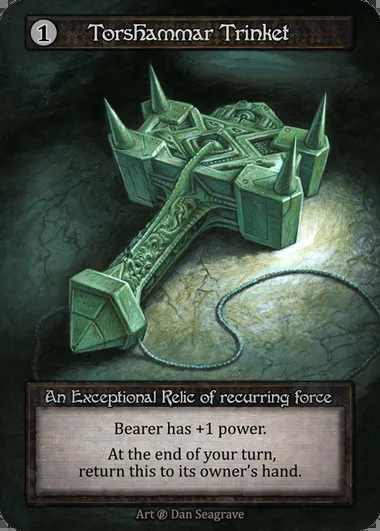 1
Torshammar Trinket
An Exceptional Relic of recurring force
Bearer has +1 power.
At the end of your turn,
return this to its owner's hand.
Art @ Dan Seagrave